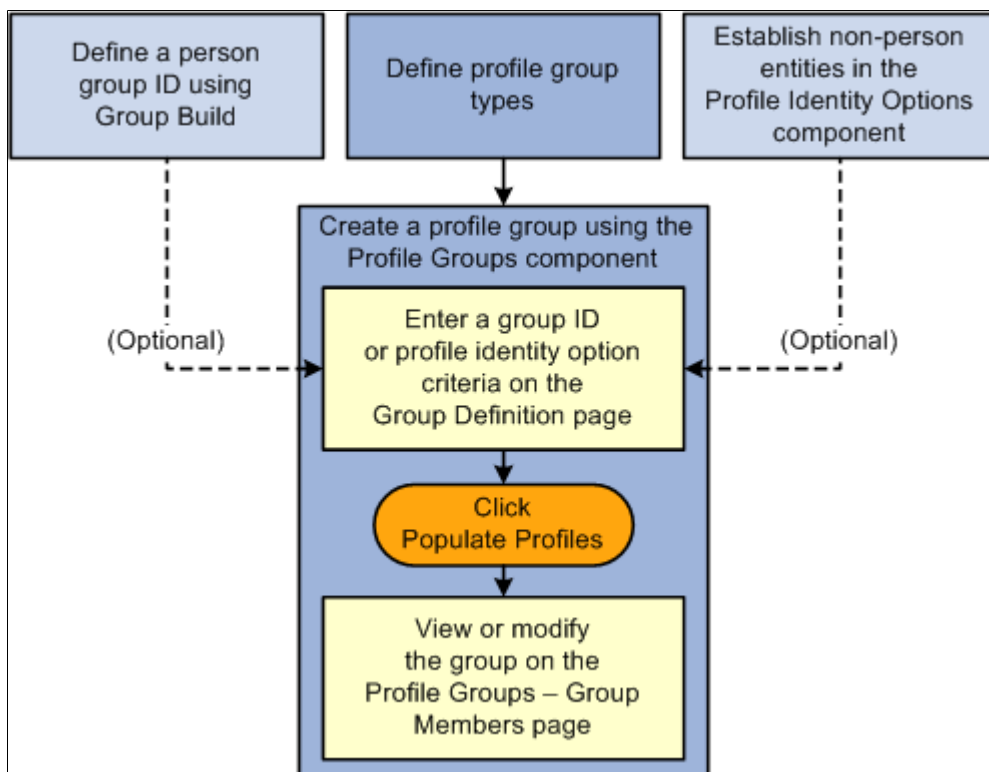 Define a person
group ID using
Group Build
Define profile group
types
Establish non-person
entities in the
Profile Identity Options
component
(Optional)
(Optional)
Create a profile group using the
Profile Groups component
Enter a group ID
or profile identity option
criteria on the
Group Definition page
Click
Populate Profiles
View or modify
the group on the
Profile Groups – Group
Members page